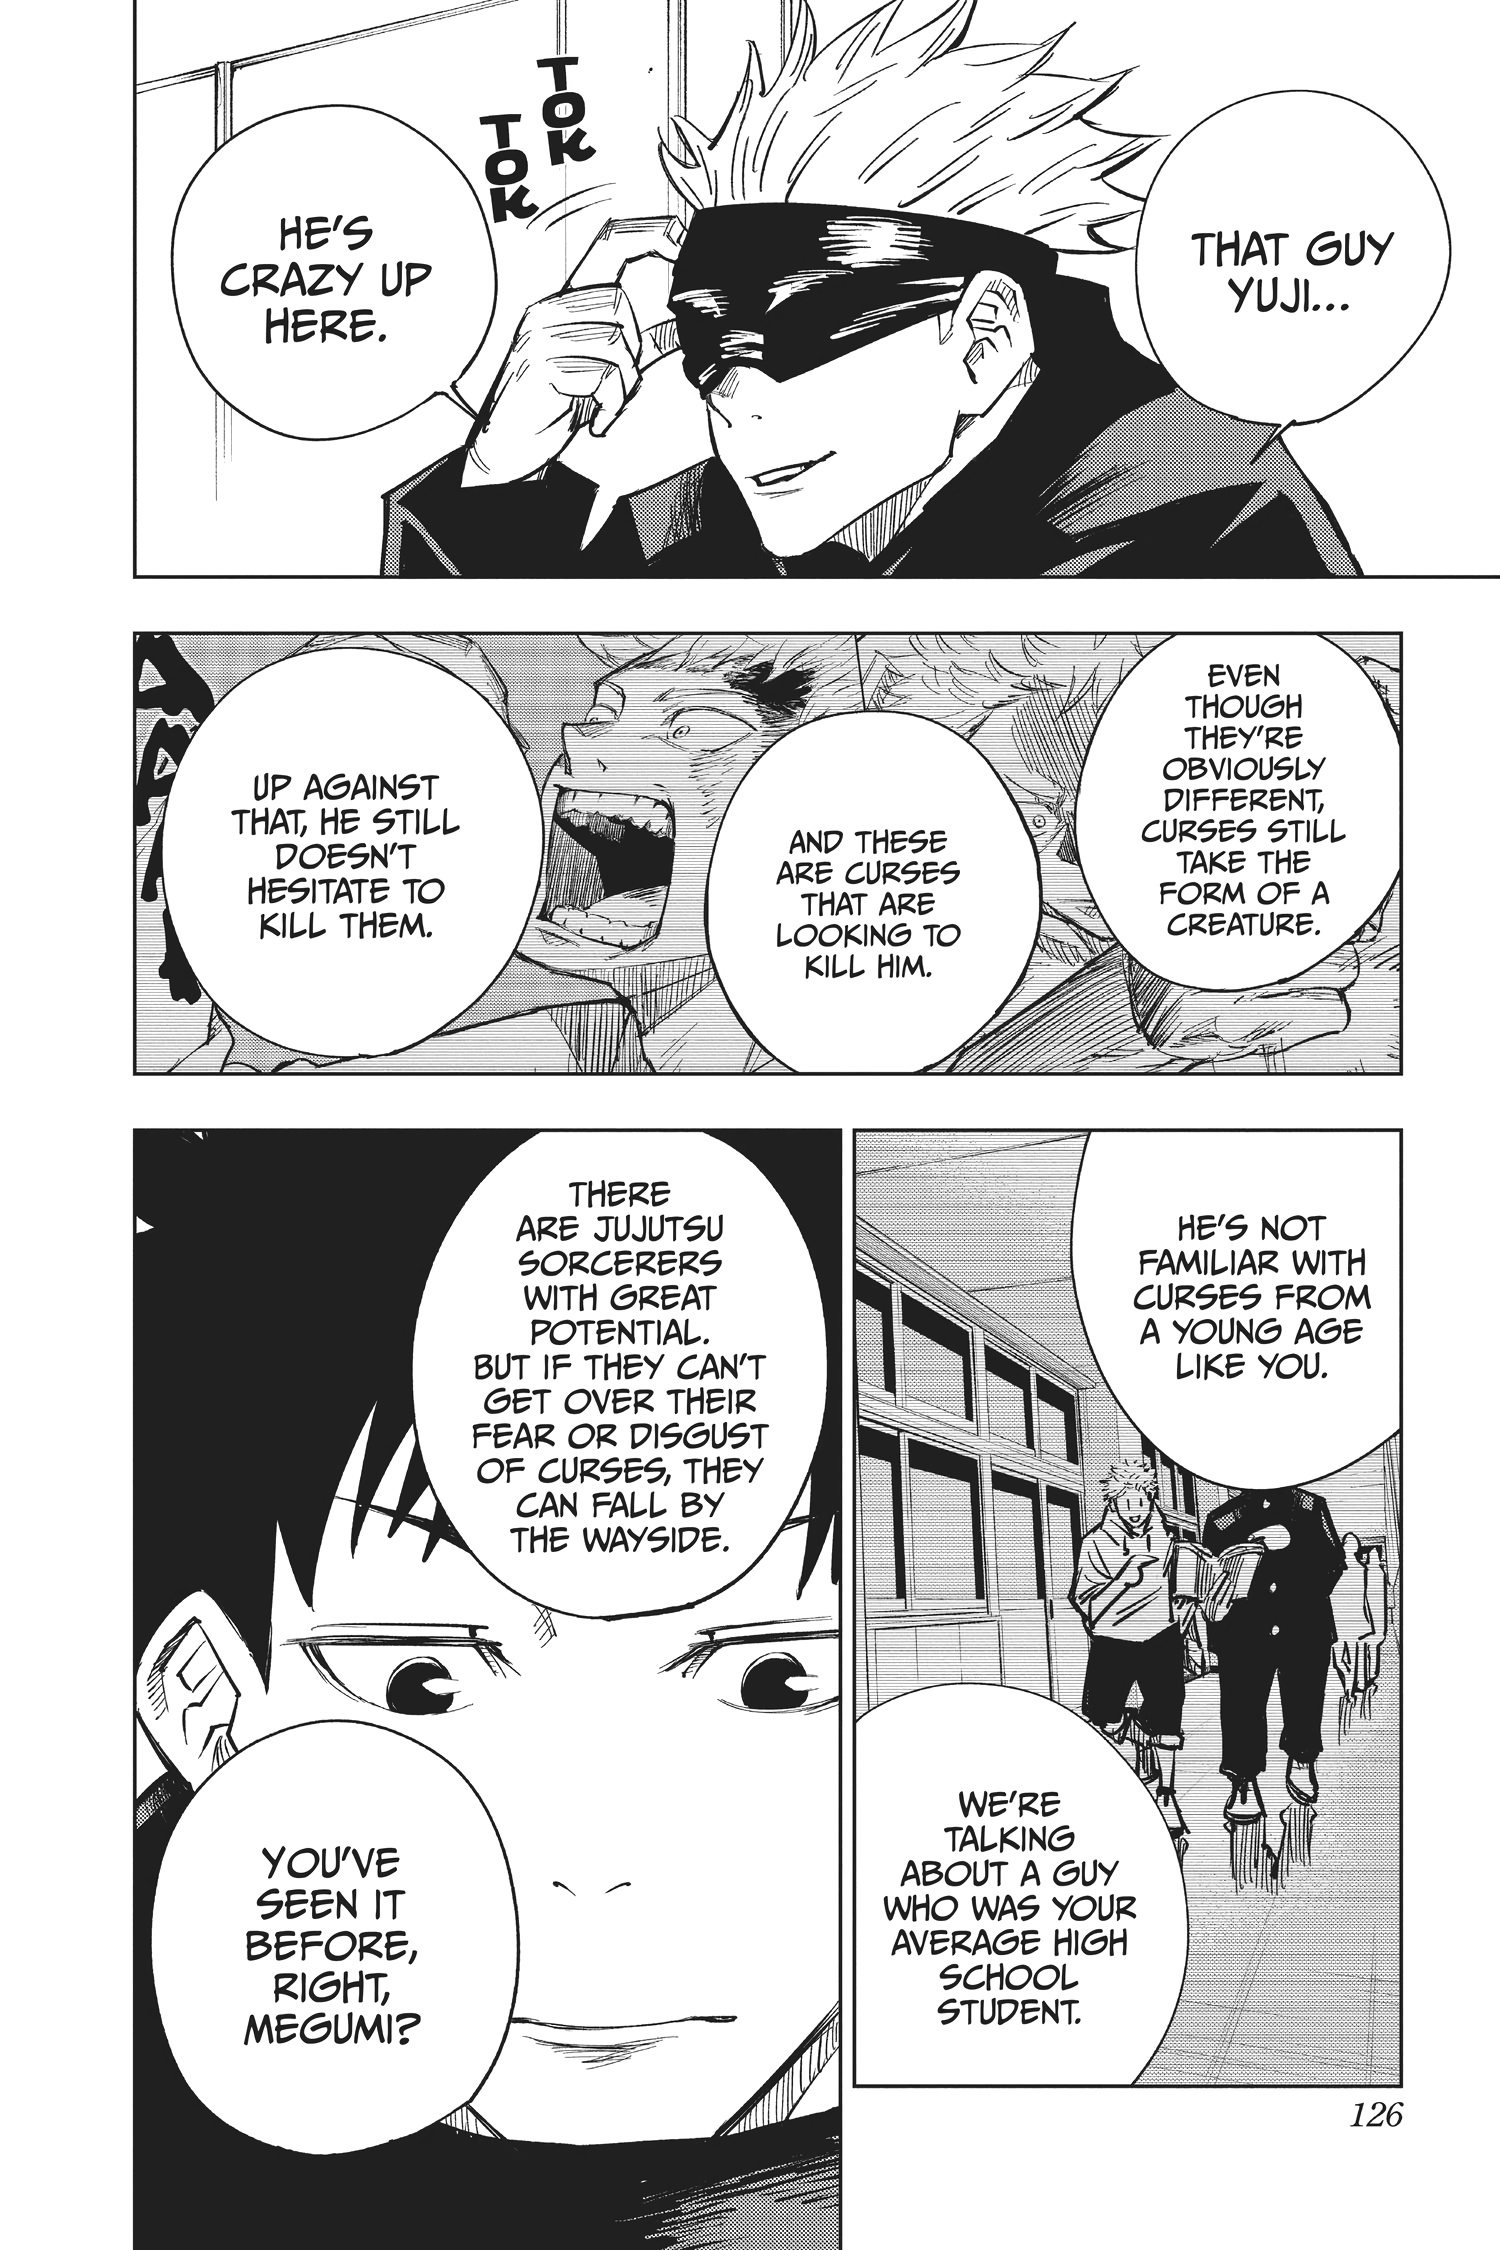 THAT GUY
YUJI...
TOK
TOK
HE'S
CRAZY UP
HERE.
EVEN
THOUGH
THEY'RE
OBVIOUSLY
DIFFERENT,
CURSES STILL
TAKE THE
FORM OF A
CREATURE.
AND THESE
ARE CURSES
THAT ARE
LOOKING TO
KILL HIM.
UP AGAINST
THAT, HE STILL
DOESN'T
HESITATE TO
KILL THEM.
HE'S NOT
FAMILIAR WITH
CURSES FROM
A YOUNG AGE
LIKE YOU.
WE'RE
TALKING
ABOUT A GUY
WHO WAS YOUR
AVERAGE HIGH
SCHOOL
STUDENT.
THERE
ARE JUJUTSU
SORCERERS
WITH GREAT
POTENTIAL.
BUT IF THEY CAN'T
GET OVER THEIR
FEAR OR DISGUST
OF CURSES, THEY
CAN FALL BY
THE WAYSIDE.
YOU'VE
SEEN IT
BEFORE,
RIGHT,
MEGUMI?
126